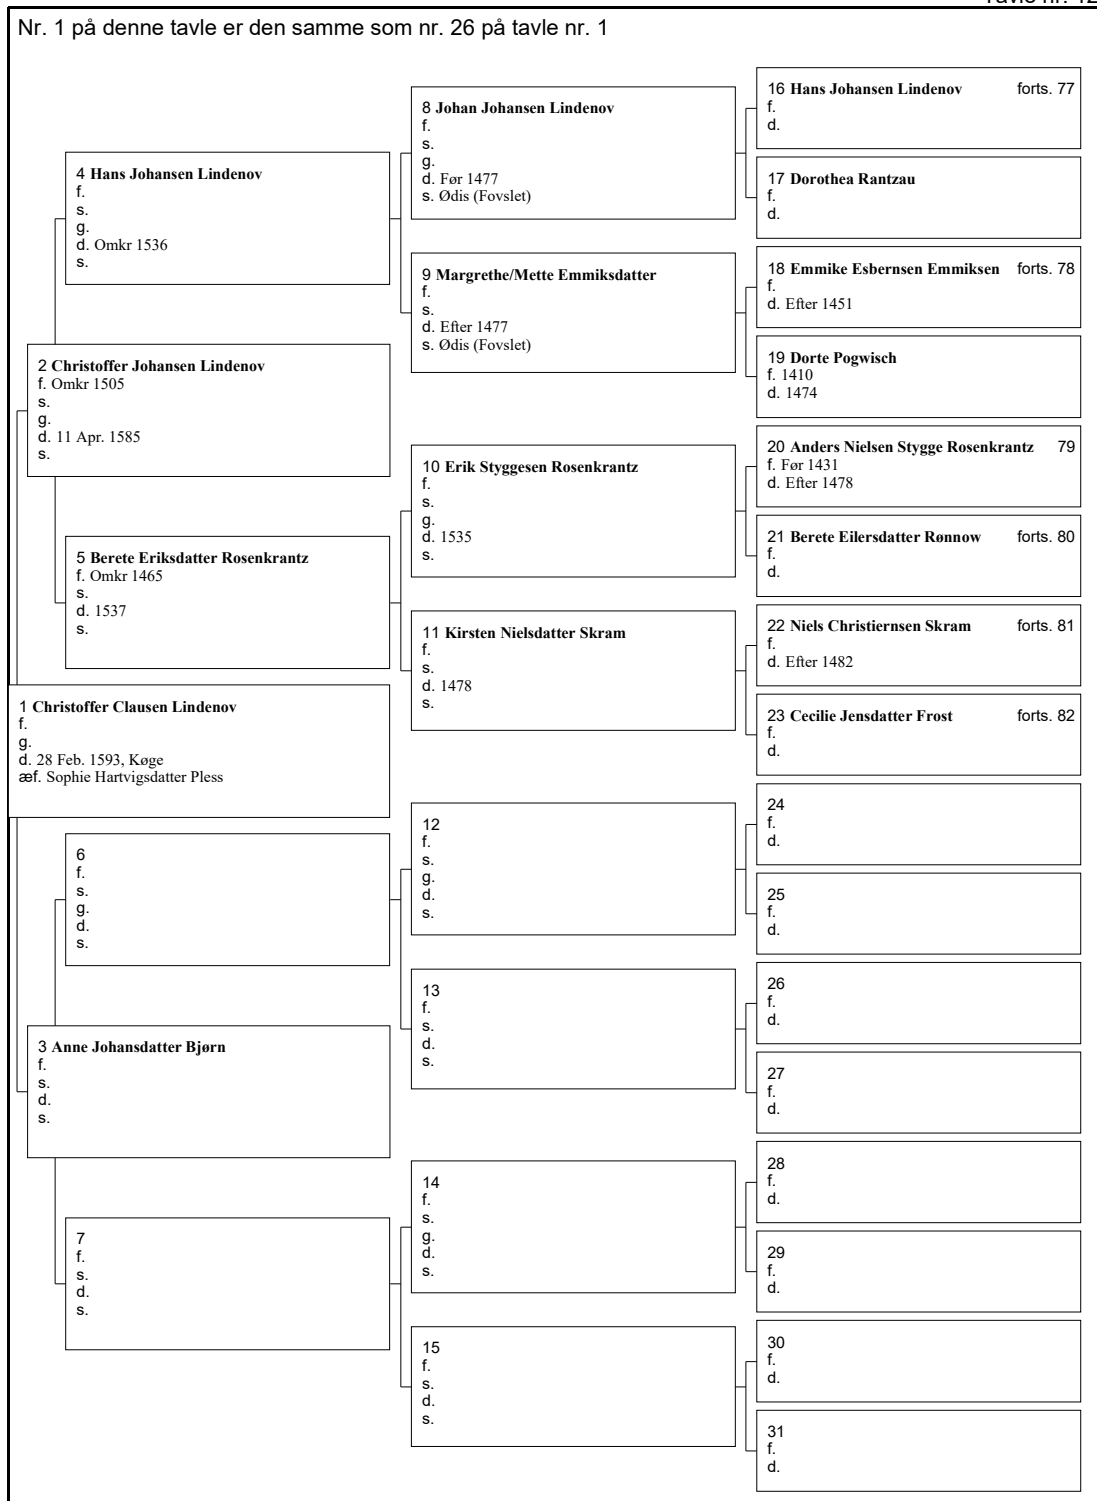 Nr. 1 på denne tavle er den samme som nr. 26 på tavle nr. 1
16 Hans Johansen Lindenov forts. 77
f.
d.
8 Johan Johansen Lindenov
f.
s.
g.
d. Før 1477
s. Ødis (Fovslet)
17 Dorothea Rantzau
f.
d.
4 Hans Johansen Lindenov
f.
s.
g.
d. Omkr 1536
s.
18 Emmike Esbernsen Emmiksen forts. 78
f.
d. Efter 1451
9 Margrethe/Mette Emmiksdatter
f.
s.
d. Efter 1477
s. Ødis (Fovslet)
19 Dorte Pogwisch
f. 1410
d. 1474
2 Christoffer Johansen Lindenov
f. Omkr 1505
s.
g.
d. 11 Apr. 1585
s.
20 Anders Nielsen Stygge Rosenkrantz 79
f. Før 1431
d. Efter 1478
10 Erik Styggesen Rosenkrantz
f.
s.
g.
d. 1535
s.
21 Berete Eilersdatter Rønnow forts. 80
f.
d.
5 Berete Eriksdatter Rosenkrantz
f. Omkr 1465
s.
d. 1537
s.
22 Niels Christiernsen Skram forts. 81
f.
d. Efter 1482
11 Kirsten Nielsdatter Skram
f.
s.
d. 1478
s.
23 Cecilie Jensdatter Frost forts. 82
f.
d.
1 Christoffer Clausen Lindenov
f.
g.
d. 28 Feb. 1593, Køge
æf. Sophie Hartvigsdatter Pless
24
f.
d.
12
f.
s.
g.
d.
s.
25
f.
d.
6
f.
s.
g.
d.
s.
26
f.
d.
13
f.
s.
d.
s.
27
f.
d.
3 Anne Johansdatter Bjørn
f.
s.
d.
s.
28
f.
d.
14
f.
s.
g.
d.
s.
29
f.
d.
7
f.
s.
d.
s.
30
f.
d.
15
f.
s.
d.
s.
31
f.
d.